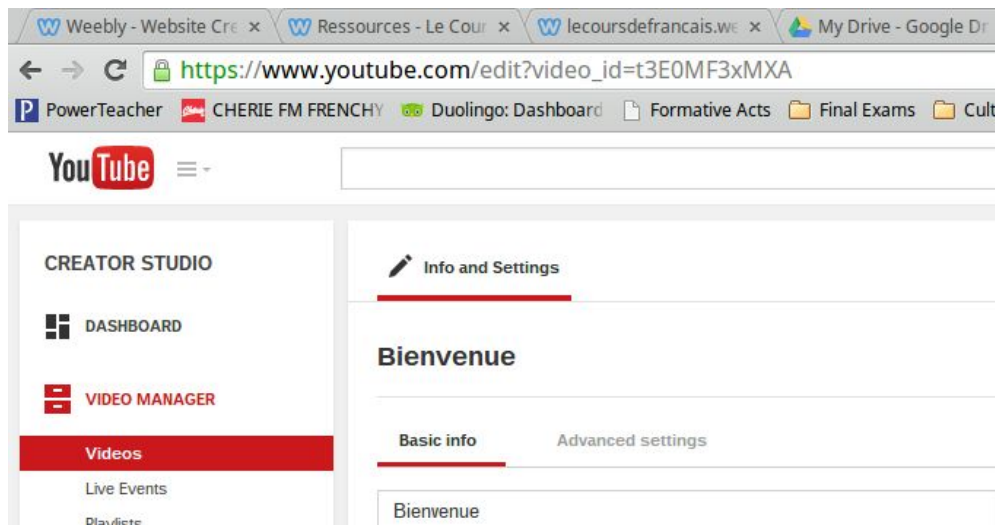 Weebly - Website Cre × Ressources - Le Cour × lecoursdefrancais.we × My Drive - Google Dr
https://www.youtube.com/edit?video_id=t3E0MF3xMXA
PowerTeacher CHERIE FM FRENCHY Duolingo: Dashboard Formative Acts Final Exams Cult
YouTube
CREATOR STUDIO
Info and Settings
DASHBOARD
Bienvenue
VIDEO MANAGER
Basic info Advanced settings
Videos
Live Events
Bienvenue
Playlists